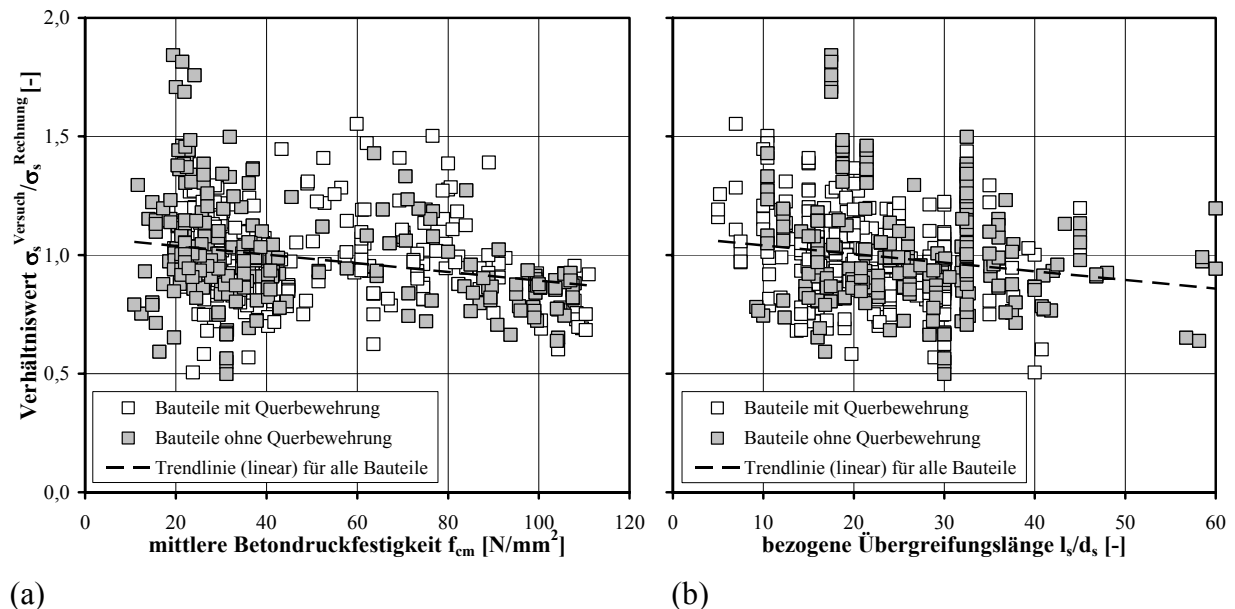 Verhältniswert σs^Versuch/σs^Rechnung [-]
2,0
1,5
1,0
0,5
0,0
Bauteile mit Querbewehrung
Bauteile ohne Querbewehrung
Trendlinie (linear) für alle Bauteile
0 20 40 60 80 100 120
mittlere Betondruckfestigkeit fcm [N/mm²]
(a)
Bauteile mit Querbewehrung
Bauteile ohne Querbewehrung
Trendlinie (linear) für alle Bauteile
0 10 20 30 40 50 60
bezogene Übergreifungslänge ls/ds [-]
(b)